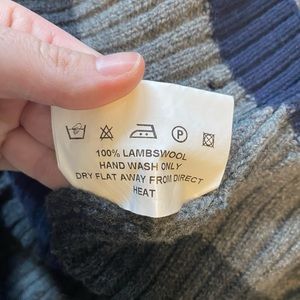 P
100% LAMBSWOOL
HAND WASH ONLY
DRY FLAT AWAY FROM DIRECT
HEAT